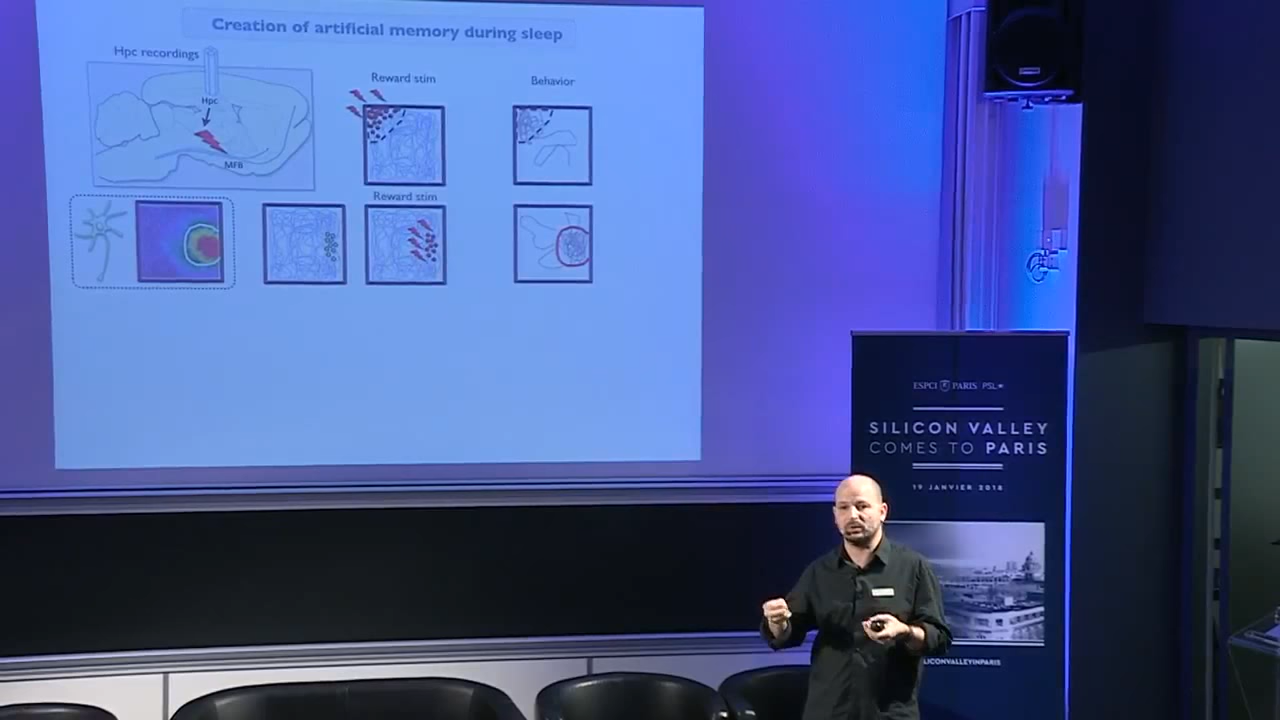 Creation of artificial memory during sleep
Hpc recordings
Reward stim
Behavior
Hpc
MFB
Reward stim
ESPCI PARIS PSL
SILICON VALLEY
COMES TO PARIS
19 JANVIER 2018
LICONVALLEYINPARIS